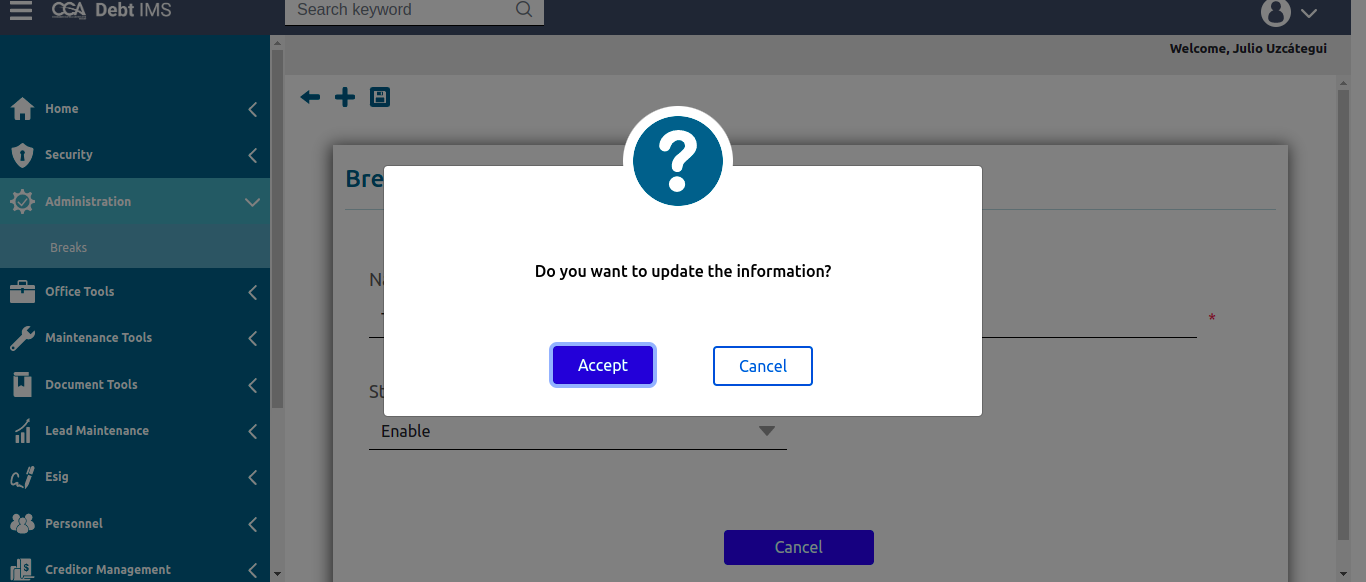 CGA Debt IMS
Search keyword
Welcome, Julio Uzcátegui
Home
Security
Administration
Breaks
Office Tools
Maintenance Tools
Document Tools
Lead Maintenance
Esig
Personnel
Creditor Management
Bre
Do you want to update the information?
Accept
Cancel
*
St
Enable
Cancel